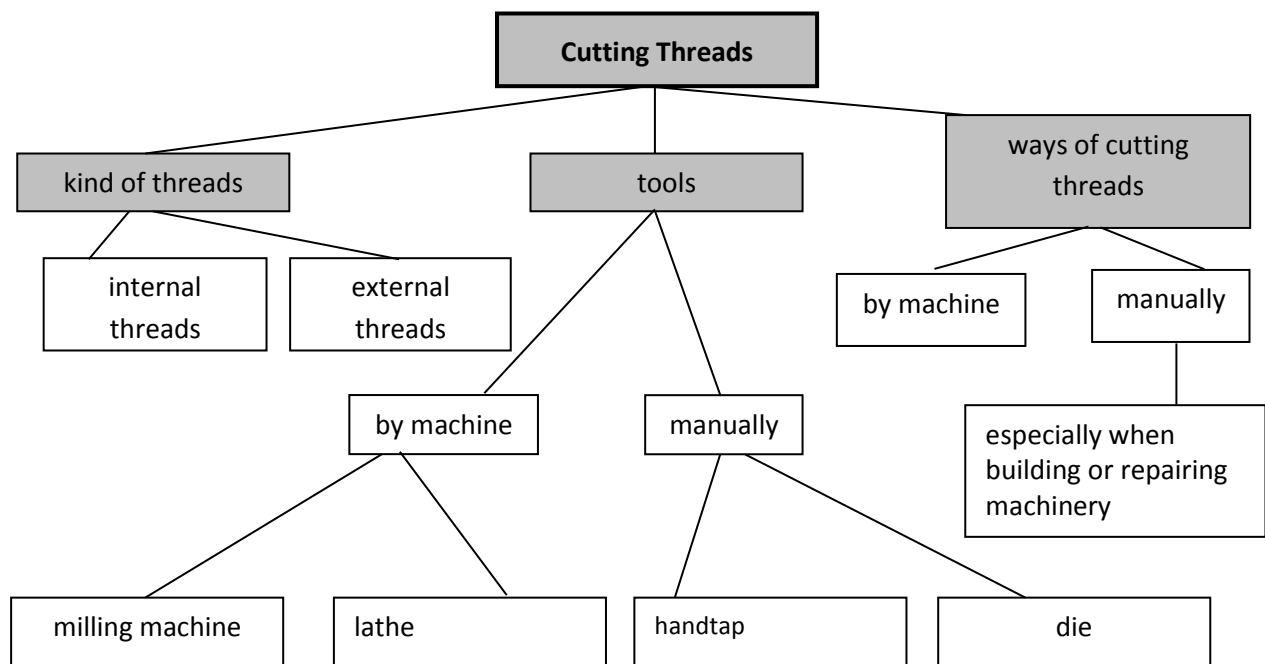 Cutting Threads
kind of threads
tools
ways of cutting
threads
internal
threads
external
threads
by machine
manually
by machine
manually
especially when
building or repairing
machinery
milling machine
lathe
handtap
die